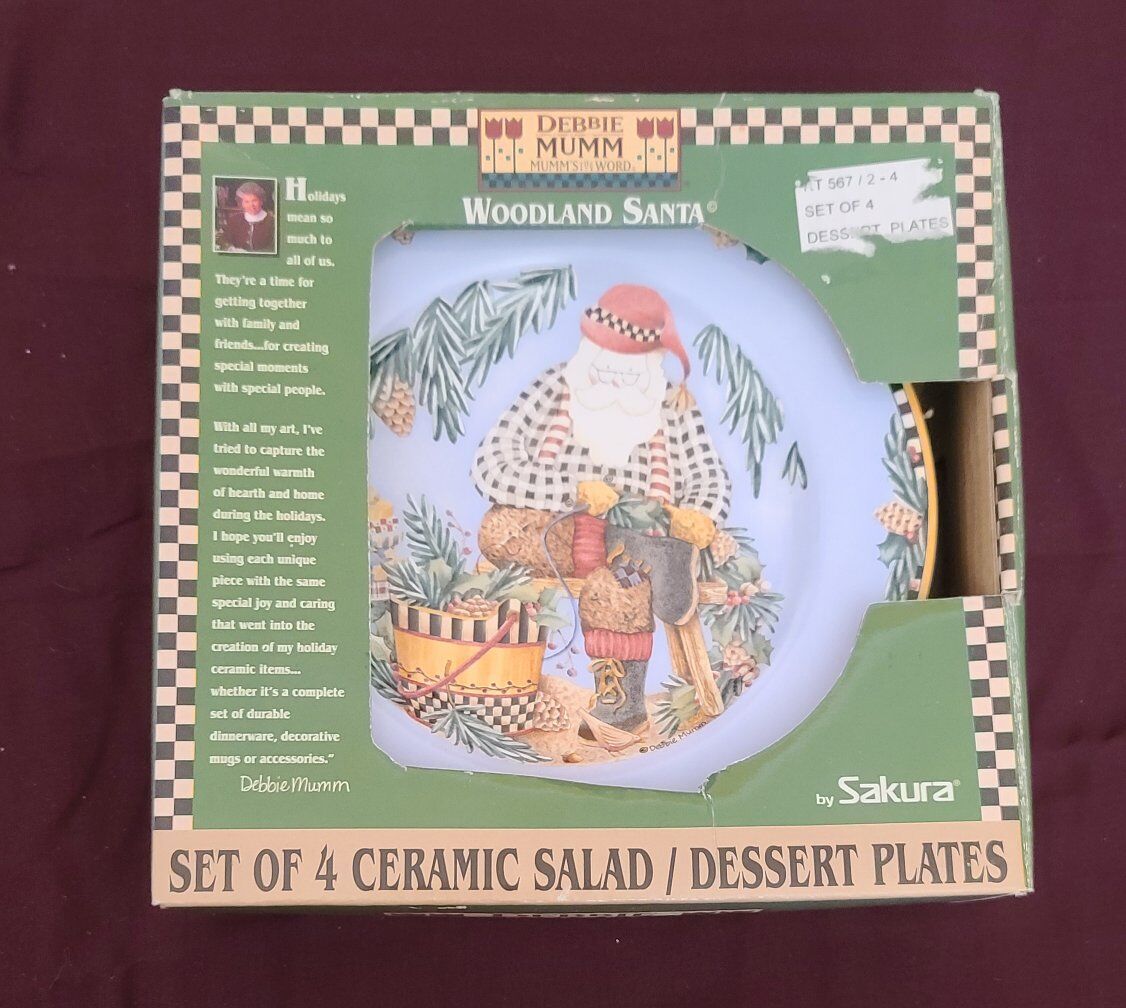 DEBBIE
MUMM
MUMM'S the WORD®
WOODLAND SANTA©
567 / 2 - 4
SET OF 4
PLATES
Holidays
mean so
much to
all of us.
They're a time for
getting together
with family and
friends...for creating
special moments
with special people.
With all my art, I've
tried to capture the
wonderful warmth
of hearth and home
during the holidays.
I hope you'll enjoy
using each unique
piece with the same
special joy and caring
that went into the
creation of my holiday
ceramic items...
whether it's a complete
set of durable
dinnerware, decorative
mugs or accessories."
Debbie Mumm
© Debbie Mumm
by Sakura®
SET OF 4 CERAMIC SALAD / DESSERT PLATES